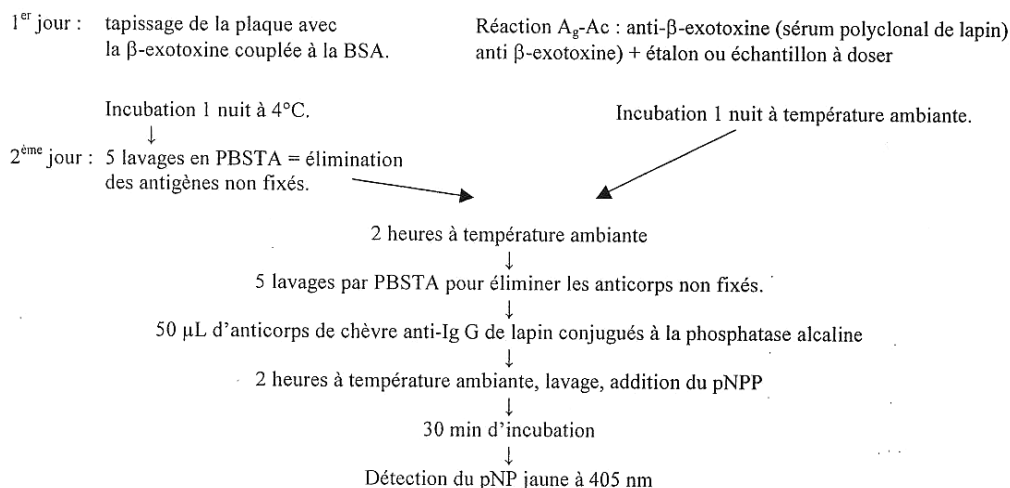 1er jour : tapissage de la plaque avec
la β-exotoxine couplée à la BSA.
Réaction Ag-Ac : anti-β-exotoxine (sérum polyclonal de lapin)
anti β-exotoxine) + étalon ou échantillon à doser
Incubation 1 nuit à 4°C.
Incubation 1 nuit à température ambiante.
↓
2ème jour : 5 lavages en PBSTA = élimination
des antigènes non fixés.
2 heures à température ambiante
↓
5 lavages par PBSTA pour éliminer les anticorps non fixés.
↓
50 μL d’anticorps de chèvre anti-Ig G de lapin conjugués à la phosphatase alcaline
↓
2 heures à température ambiante, lavage, addition du pNPP
↓
30 min d’incubation
↓
Détection du pNP jaune à 405 nm